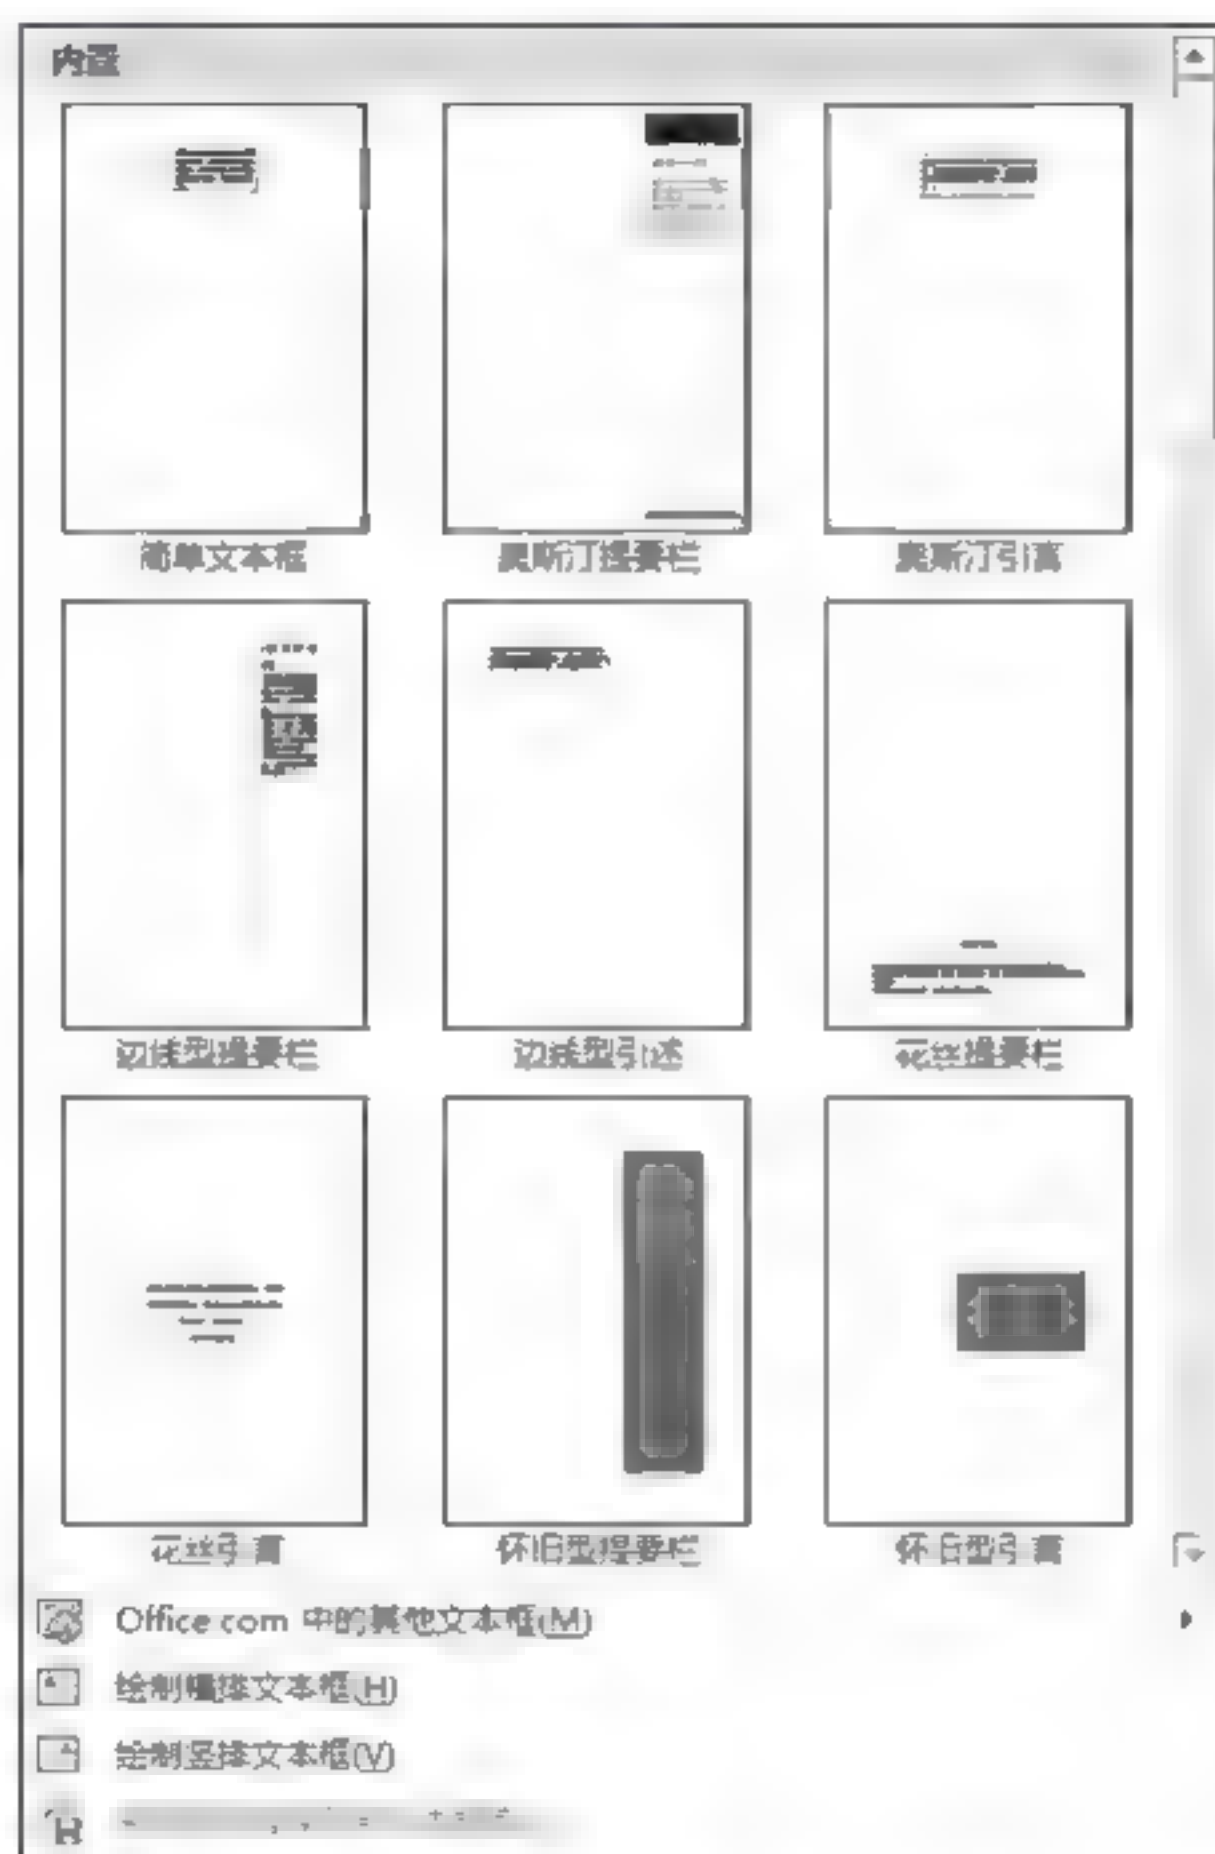 内置
简单文本框 奥斯汀提要栏 奥斯汀引言
边线型提要栏 边线型引述 花丝提要栏
花丝引言 怀旧型提要栏 怀旧型引言
Office.com 中的其他文本框(M)
绘制横排文本框(H)
绘制竖排文本框(V)